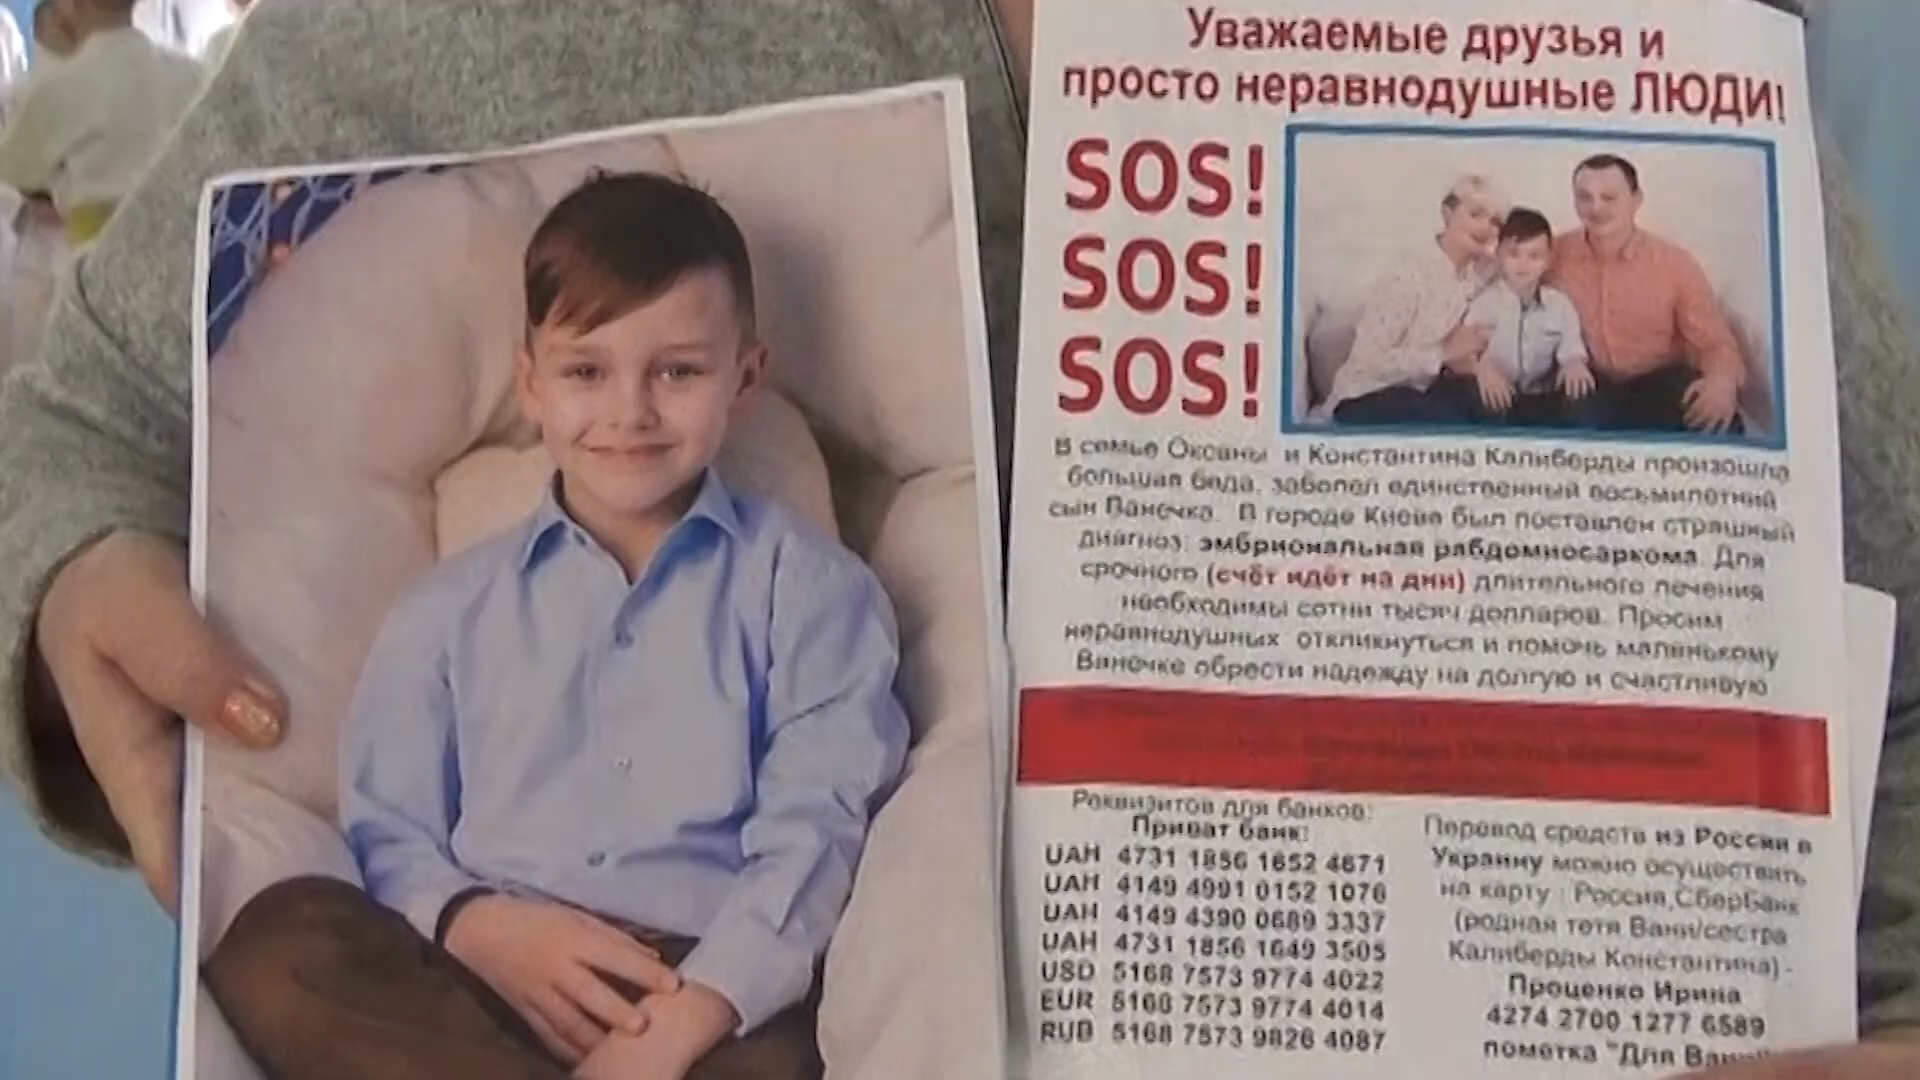 Уважаемые друзья и
просто неравнодушные ЛЮДИ!
SOS!
SOS!
SOS!
В семье Оксаны и Константина Калиберды произошла
большая беда, заболел единственный восьмилетний
сын Ванечка. В городе Киеве был поставлен страшный
диагноз: эмбриональная рабдомиосаркома. Для
срочного (счёт идёт на дни) длительного лечения
необходимы сотни тысяч долларов. Просим
неравнодушных откликнуться и помочь маленькому
Ванечке обрести надежду на долгую и счастливую
Реквизитов для банков:
Приват банк:
UAH 4731 1856 1652 4671
UAH 4149 4991 0152 1076
UAH 4149 4390 0689 3337
UAH 4731 1856 1649 3505
USD 5168 7573 9774 4022
EUR 5168 7573 9774 4014
RUB 5168 7573 9826 4087
Перевод средств из России в
Украину можно осуществить
на карту : Россия,СберБанк
(родная тетя Вани/сестра
Калиберды Константина) -
Проценко Ирина
4274 2700 1277 6589
пометка "Для Вани"